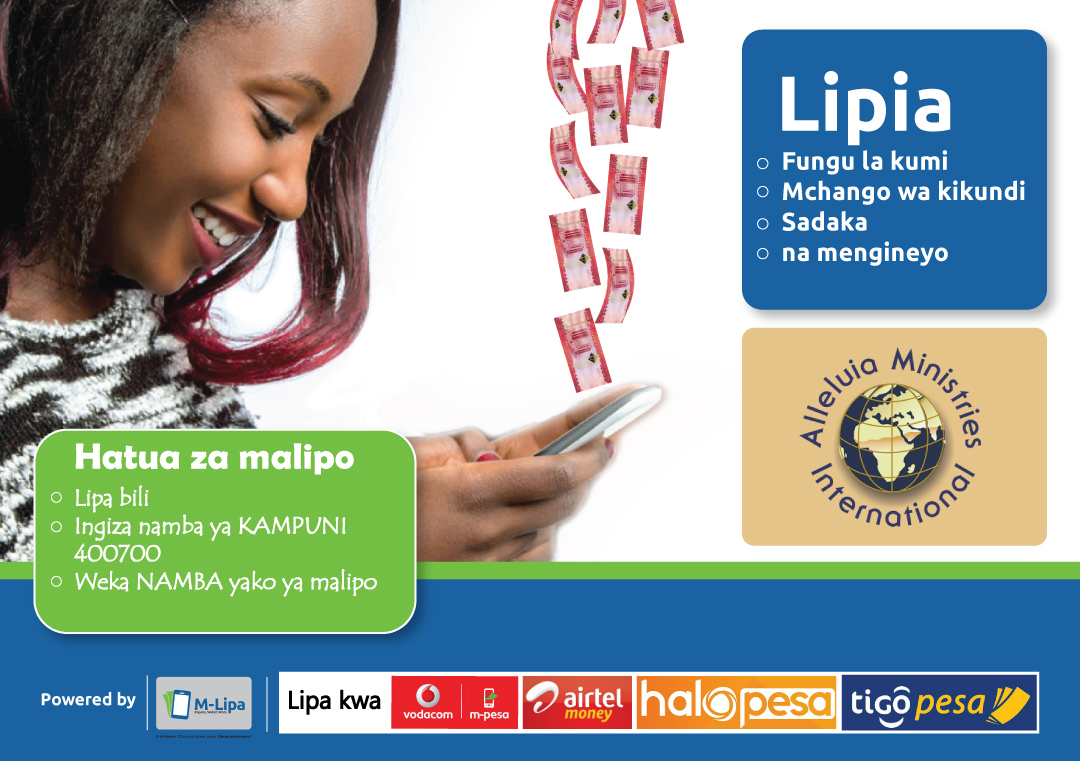 Lipia
Fungu la kumi
Mchango wa kikundi
Sadaka
na mengineyo
Alleluia Ministries
International
Hatua za malipo
Lipa bili
Ingiza namba ya KAMPUNI
400700
Weka NAMBA yako ya malipo
Powered by
M-Lipa
Lipa kwa
vodacom
m-pesa
airtel
money
halopesa
tigo pesa